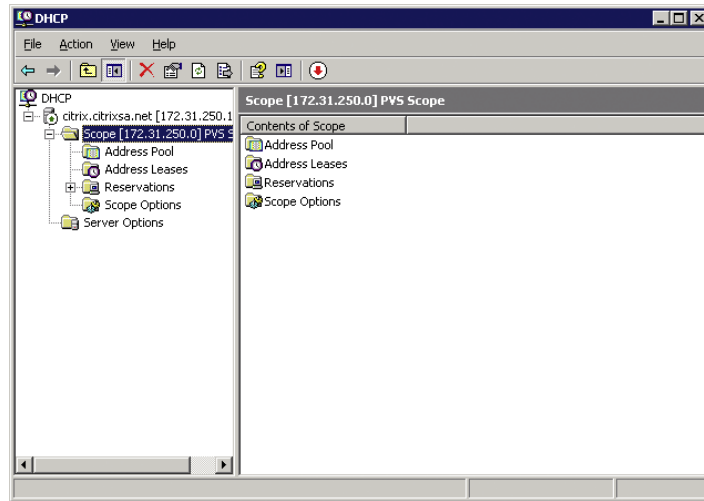 DHCP
File Action View Help
DHCP
citrix.citrixsa.net [172.31.250.1
Scope [172.31.250.0] PVS S
Address Pool
Address Leases
Reservations
Scope Options
Server Options
Scope [172.31.250.0] PVS Scope
Contents of Scope
Address Pool
Address Leases
Reservations
Scope Options